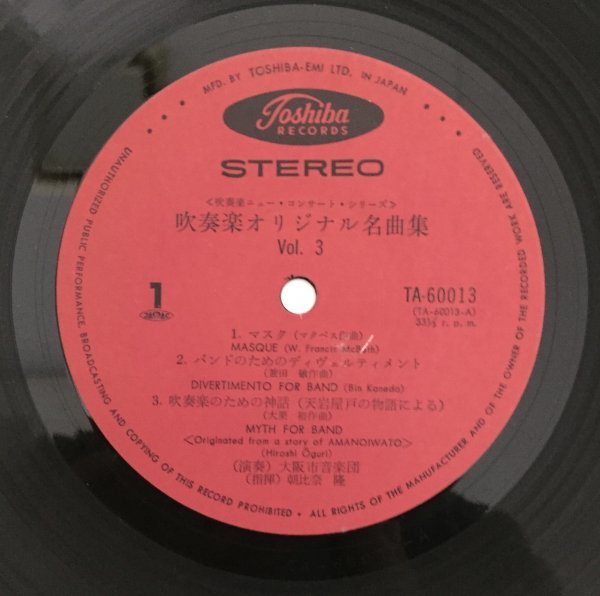 MFD. BY TOSHIBA-EMI LTD. IN JAPAN.
Toshiba
RECORDS
STEREO
<吹奏楽ニュー・コンサート・シリーズ>
吹奏楽オリジナル名曲集
Vol. 3
1
JASRAC
TA-60013
(TA-60013-A)
33⅓ r. p. m.
1. マスク (マクベス作曲)
MASQUE (W. Francis McBeth)
2. バンドのためのディヴェルティメント
(兼田 敏作曲)
DIVERTIMENTO FOR BAND (Bin Kaneda)
3. 吹奏楽のための神話 (天岩屋戸の物語による)
(大栗 裕作曲)
MYTH FOR BAND
<Originated from a story of AMANOIWATO>
(Hiroshi Ōguri)
(演奏) 大阪市音楽団
(指揮) 朝比奈 隆
UNAUTHORIZED PUBLIC PERFORMANCE, BROADCASTING AND COPYING OF THIS RECORD PROHIBITED • ALL RIGHTS OF THE MANUFACTURER AND OF THE OWNER OF THE RECORDED WORK ARE RESERVED